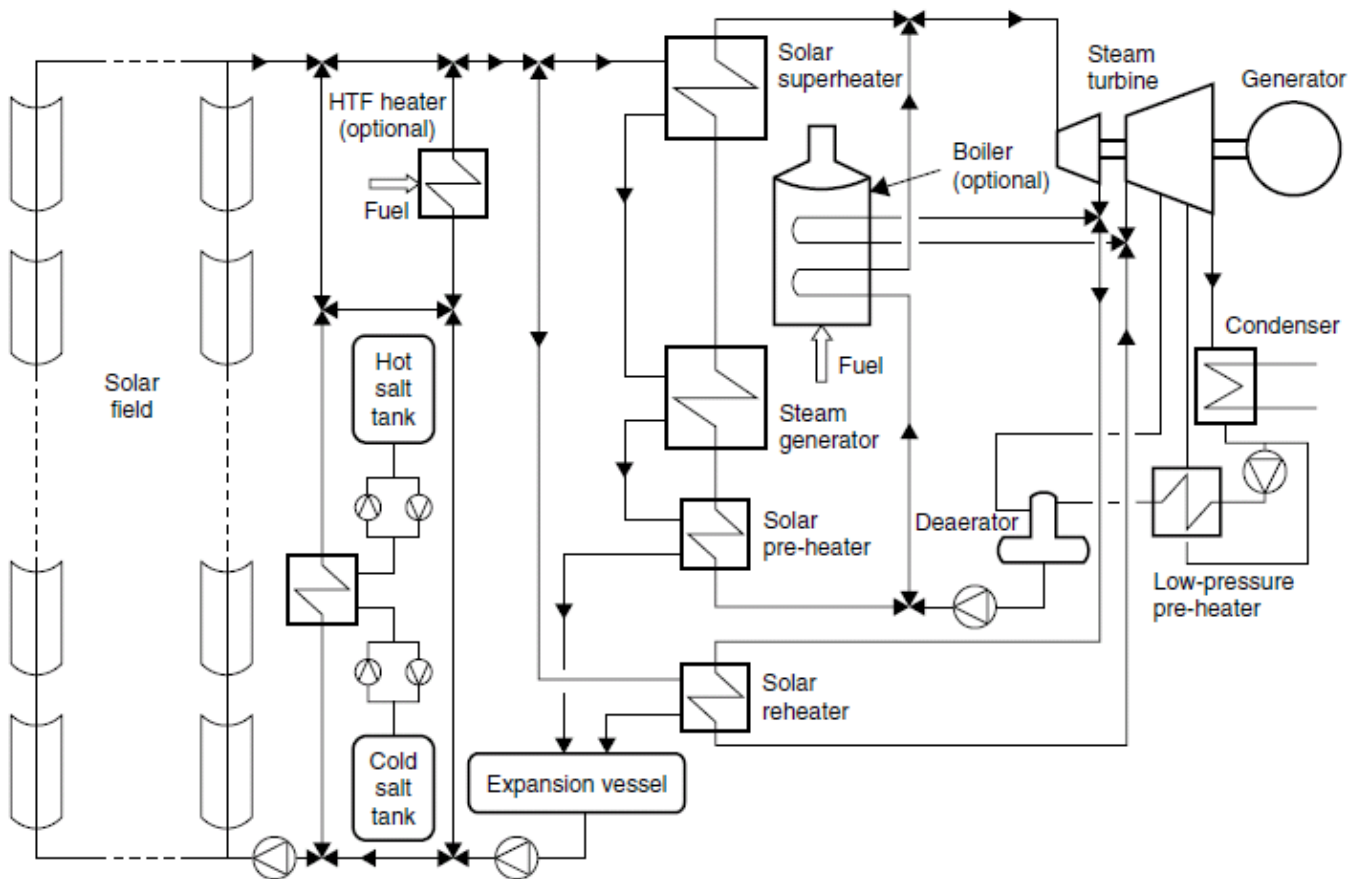 Solar
superheater
Steam
turbine
Generator
HTF heater
(optional)
Fuel
Boiler
(optional)
Fuel
Solar
field
Hot
salt
tank
Steam
generator
Condenser
Solar
pre-heater
Deaerator
Low-pressure
pre-heater
Solar
reheater
Cold
salt
tank
Expansion vessel